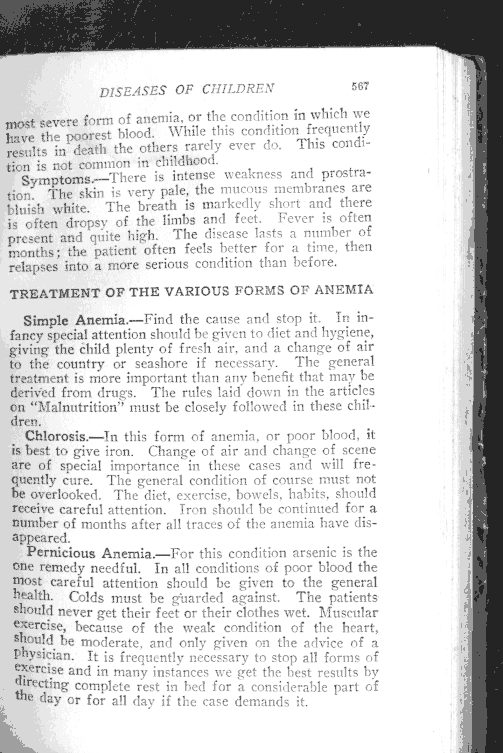 DISEASES OF CHILDREN 567
most severe form of anemia, or the condition in which we
have the poorest blood. While this condition frequently
results in death the others rarely ever do. This condi-
tion is not common in childhood.
Symptoms.—There is intense weakness and prostra-
tion. The skin is very pale, the mucous membranes are
bluish white. The breath is markedly short and there
is often dropsy of the limbs and feet. Fever is often
present and quite high. The disease lasts a number of
months; the patient often feels better for a time, then
relapses into a more serious condition than before.
TREATMENT OF THE VARIOUS FORMS OF ANEMIA
Simple Anemia.—Find the cause and stop it. In in-
fancy special attention should be given to diet and hygiene,
giving the child plenty of fresh air, and a change of air
to the country or seashore if necessary. The general
treatment is more important than any benefit that may be
derived from drugs. The rules laid down in the articles
on "Malnutrition" must be closely followed in these chil-
dren.
Chlorosis.—In this form of anemia, or poor blood, it
is best to give iron. Change of air and change of scene
are of special importance in these cases and will fre-
quently cure. The general condition of course must not
be overlooked. The diet, exercise, bowels, habits, should
receive careful attention. Iron should be continued for a
number of months after all traces of the anemia have dis-
appeared.
Pernicious Anemia.—For this condition arsenic is the
one remedy needful. In all conditions of poor blood the
most careful attention should be given to the general
health. Colds must be guarded against. The patients
should never get their feet or their clothes wet. Muscular
exercise, because of the weak condition of the heart,
should be moderate, and only given on the advice of a
physician. It is frequently necessary to stop all forms of
exercise and in many instances we get the best results by
directing complete rest in bed for a considerable part of
the day or for all day if the case demands it.